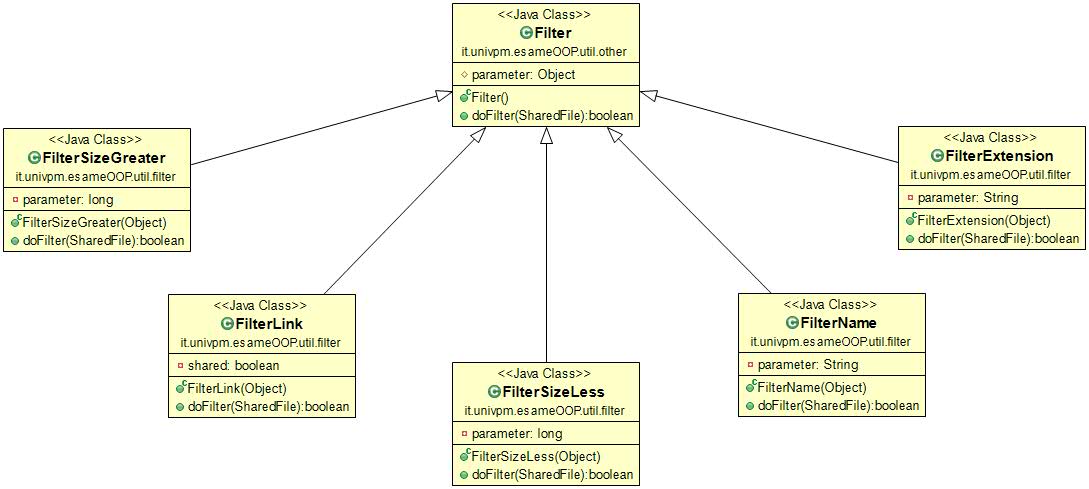 <<Java Class>>
Filter
it.univpm.esameOOP.util.other
parameter: Object
Filter()
doFilter(SharedFile):boolean
<<Java Class>>
FilterSizeGreater
it.univpm.esameOOP.util.filter
parameter: long
FilterSizeGreater(Object)
doFilter(SharedFile):boolean
<<Java Class>>
FilterExtension
it.univpm.esameOOP.util.filter
parameter: String
FilterExtension(Object)
doFilter(SharedFile):boolean
<<Java Class>>
FilterLink
it.univpm.esameOOP.util.filter
shared: boolean
FilterLink(Object)
doFilter(SharedFile):boolean
<<Java Class>>
FilterSizeLess
it.univpm.esameOOP.util.filter
parameter: long
FilterSizeLess(Object)
doFilter(SharedFile):boolean
<<Java Class>>
FilterName
it.univpm.esameOOP.util.filter
parameter: String
FilterName(Object)
doFilter(SharedFile):boolean